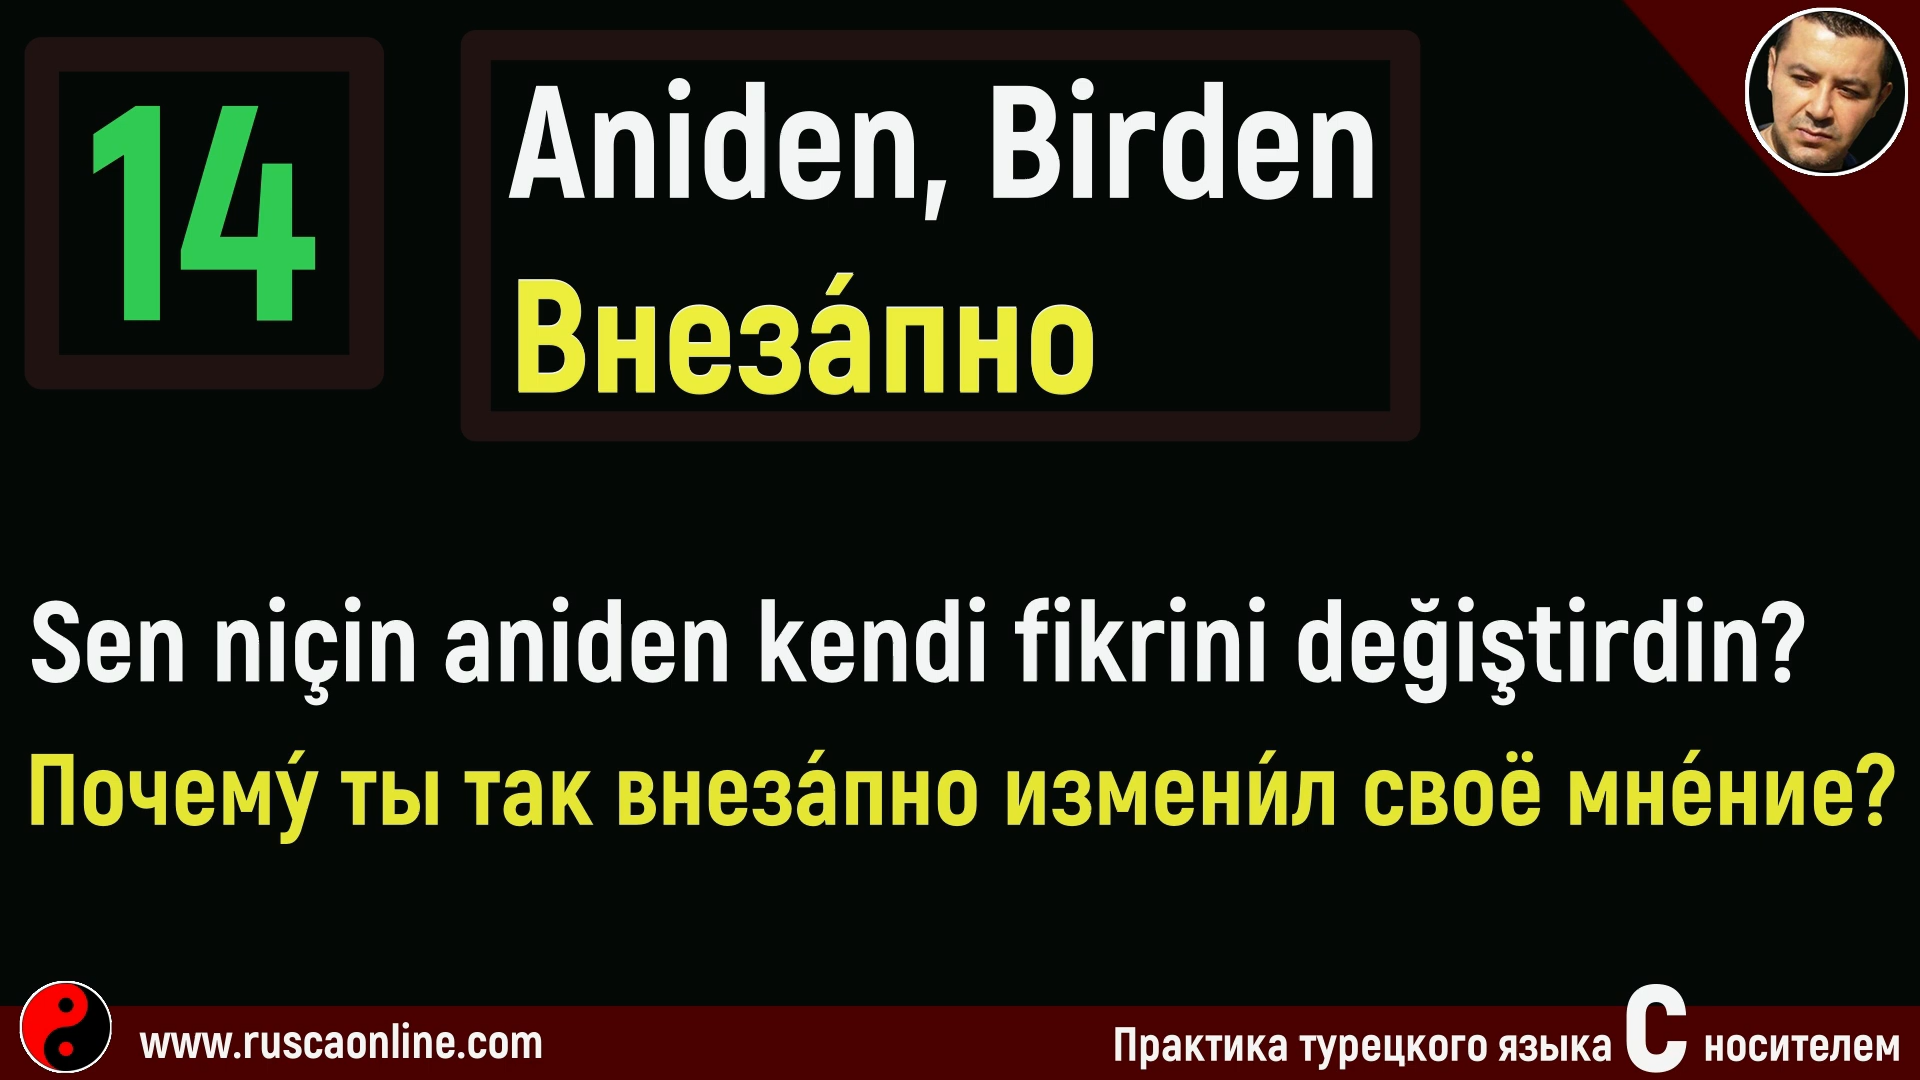 14
Aniden, Birden
Внеза́пно
Sen niçin aniden kendi fikrini değiştirdin?
Почему́ ты так внеза́пно измени́л своё мне́ние?
www.ruscaonline.com
Практика турецкого языка С носителем